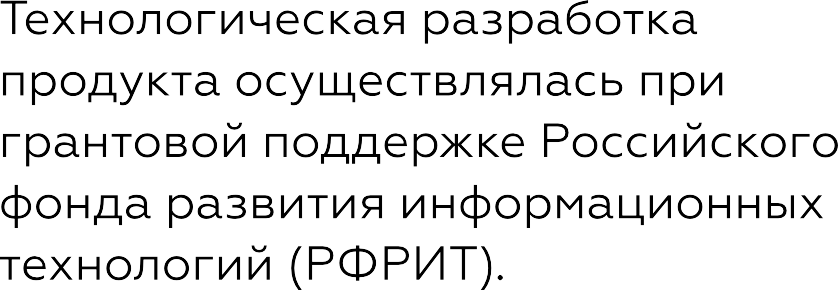 Технологическая разработка
продукта осуществлялась при
грантовой поддержке Российского
фонда развития информационных
технологий (РФРИТ).